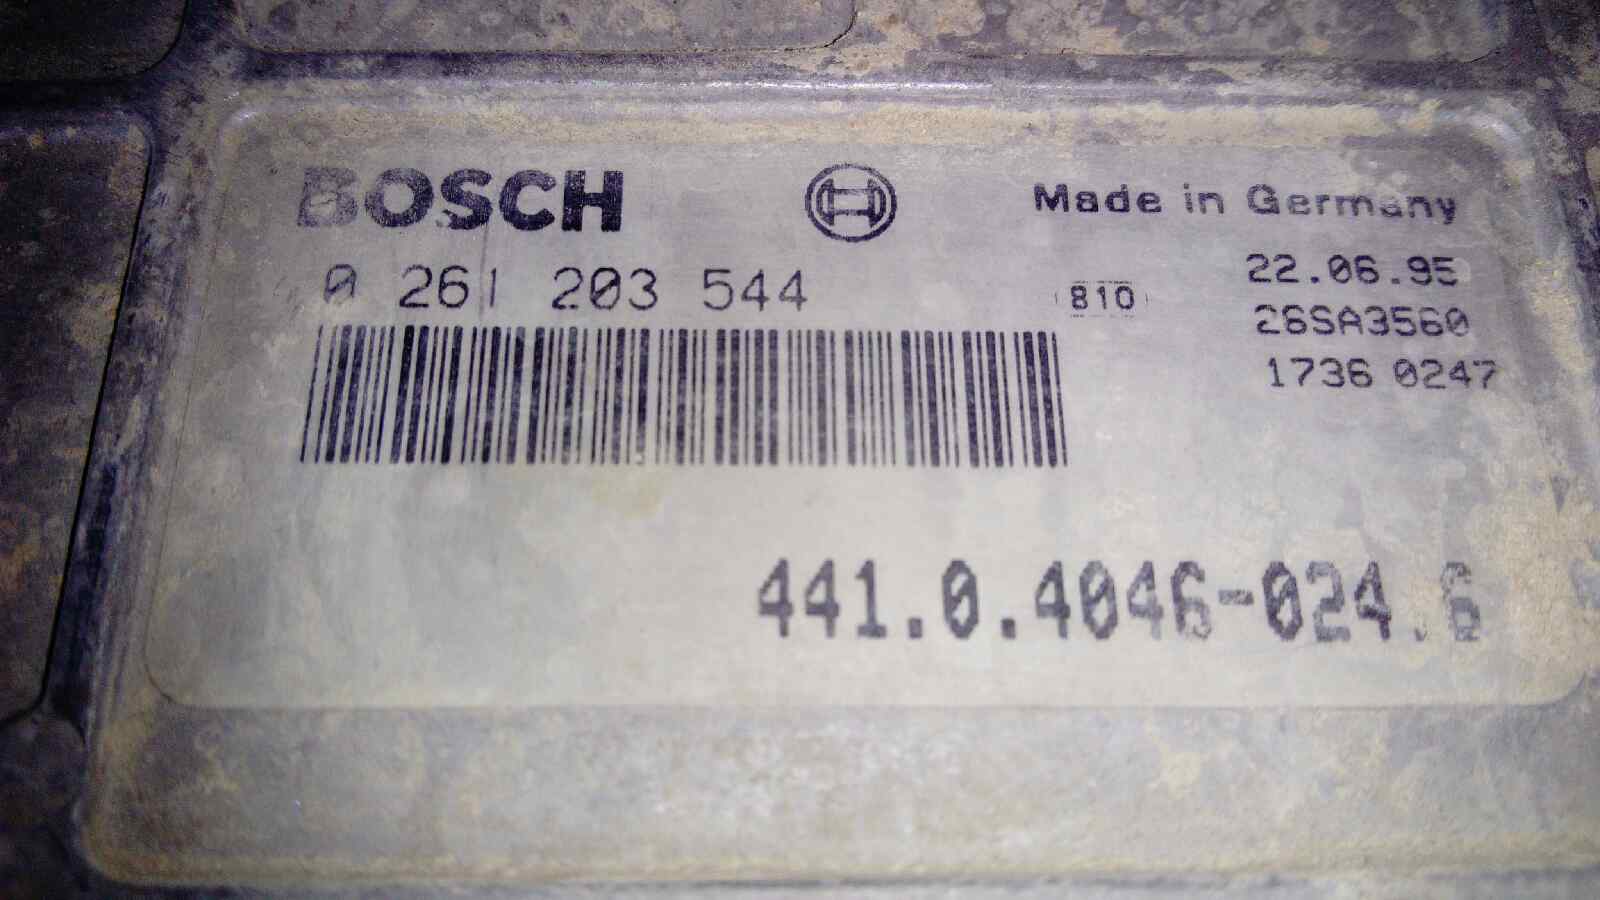 BOSCH
Made in Germany
0 261 203 544
810
22.06.95
26SA3560
1736 0247
441.0.4046-024.6